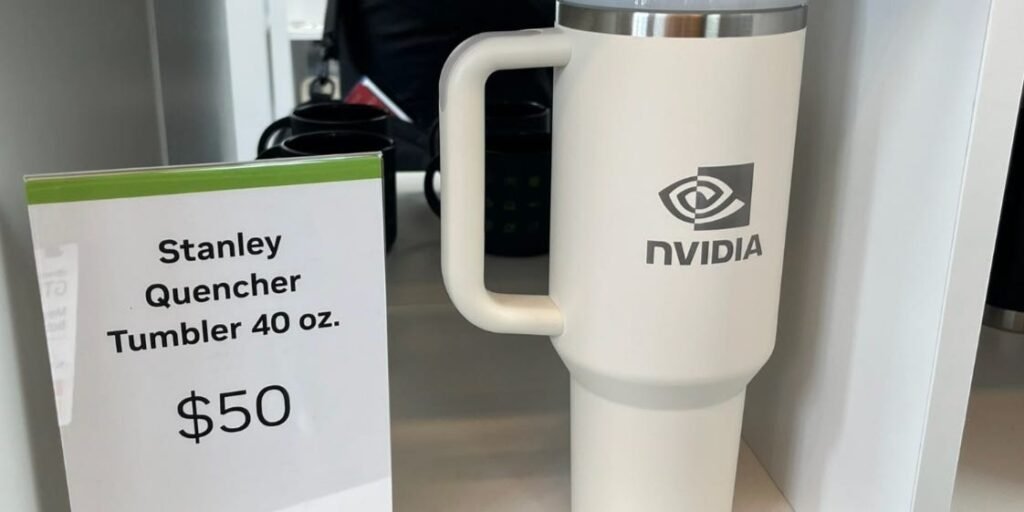 Stanley
Quencher
Tumbler 40 oz.
$50
NVIDIA